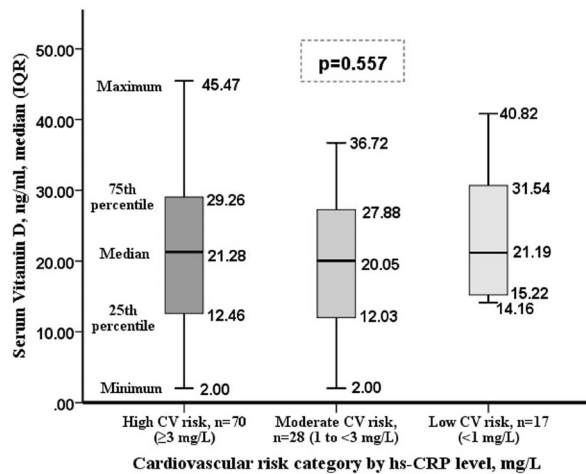 Serum Vitamin D, ng/ml, median (IQR)
50.00
40.00
30.00
20.00
10.00
.00
p=0.557
Maximum
75th
percentile
Median
25th
percentile
Minimum
45.47
29.26
21.28
12.46
2.00
36.72
27.88
20.05
12.03
2.00
40.82
31.54
21.19
15.22
14.16
High CV risk, n=70
(≥3 mg/L)
Moderate CV risk,
n=28 (1 to <3 mg/L)
Low CV risk, n=17
(<1 mg/L)
Cardiovascular risk category by hs-CRP level, mg/L